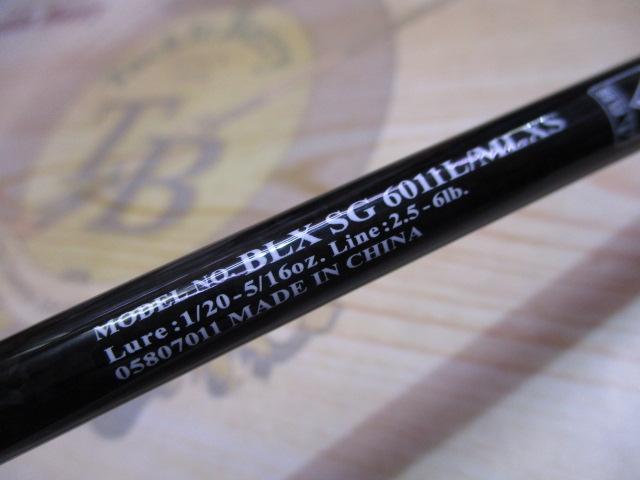 MODEL NO. BLX SG 6011L/MLXS
Lure:1/20-5/16oz. Line:2.5-6lb.
05807011 MADE IN CHINA
TB